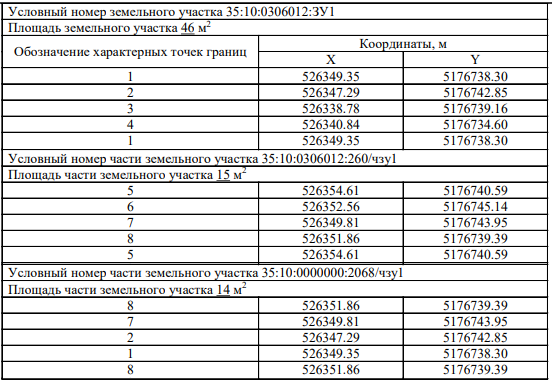 Условный номер земельного участка 35:10:0306012:ЗУ1
Площадь земельного участка 46 м²
Обозначение характерных точек границ Координаты, м
X Y
1 526349.35 5176738.30
2 526347.29 5176742.85
3 526338.78 5176739.16
4 526340.84 5176734.60
1 526349.35 5176738.30
Условный номер части земельного участка 35:10:0306012:260/чзу1
Площадь части земельного участка 15 м²
5 526354.61 5176740.59
6 526352.56 5176745.14
7 526349.81 5176743.95
8 526351.86 5176739.39
5 526354.61 5176740.59
Условный номер части земельного участка 35:10:0000000:2068/чзу1
Площадь части земельного участка 14 м²
8 526351.86 5176739.39
7 526349.81 5176743.95
2 526347.29 5176742.85
1 526349.35 5176738.30
8 526351.86 5176739.39